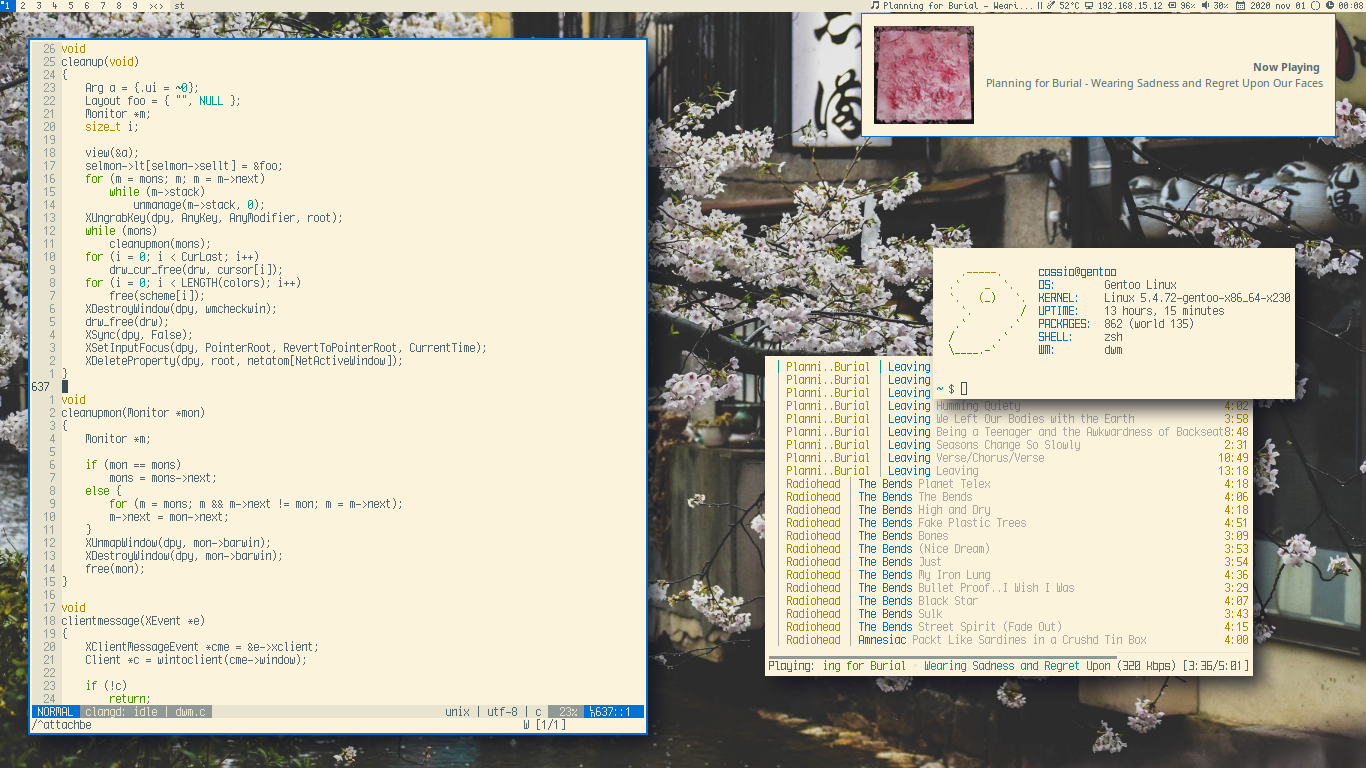 1 2 3 4 5 6 7 8 9 ><> st
Planning for Burial - Weari... 52°C 192.168.15.12 96% 30% 2020 nov 01 00:08
Now Playing
Planning for Burial - Wearing Sadness and Regret Upon Our Faces
26 void
25 cleanup(void)
24 {
23 Arg a = {.ui = ~0};
22 Layout foo = { "", NULL };
21 Monitor *m;
20 size_t i;
19
18 view(&a);
17 selmon->lt[selmon->sellt] = &foo;
16 for (m = mons; m; m = m->next)
15 while (m->stack)
14 unmanage(m->stack, 0);
13 XUngrabKey(dpy, AnyKey, AnyModifier, root);
12 while (mons)
11 cleanupmon(mons);
10 for (i = 0; i < CurLast; i++)
9 drw_cur_free(drw, cursor[i]);
8 for (i = 0; i < LENGTH(colors); i++)
7 free(scheme[i]);
6 XDestroyWindow(dpy, wmcheckwin);
5 drw_free(drw);
4 XSync(dpy, False);
3 XSetInputFocus(dpy, PointerRoot, RevertToPointerRoot, CurrentTime);
2 XDeleteProperty(dpy, root, netatom[NetActiveWindow]);
1 }
637
1 void
2 cleanupmon(Monitor *mon)
3 {
4 Monitor *m;
5
6 if (mon == mons)
7 mons = mons->next;
8 else {
9 for (m = mons; m && m->next != mon; m = m->next);
10 m->next = mon->next;
11 }
12 XUnmapWindow(dpy, mon->barwin);
13 XDestroyWindow(dpy, mon->barwin);
14 free(mon);
15 }
16
17 void
18 clientmessage(XEvent *e)
19 {
20 XClientMessageEvent *cme = &e->xclient;
21 Client *c = wintoclient(cme->window);
22
23 if (!c)
24 return;
NORMAL clangd: idle | dwm.c unix | utf-8 | c 23% 637::1
/^attachbe W [1/1]
cassio@gentoo
OS: Gentoo Linux
KERNEL: Linux 5.4.72-gentoo-x86_64-x230
UPTIME: 13 hours, 15 minutes
PACKAGES: 862 (world 135)
SHELL: zsh
WM: dwm
~ $
Planni..Burial | Leaving
Planni..Burial | Leaving
Planni..Burial | Leaving
Planni..Burial | Leaving Humming Quiety 4:02
Planni..Burial | Leaving We Left Our Bodies with the Earth 3:58
Planni..Burial | Leaving Being a Teenager and the Awkwardness of Backseat8:48
Planni..Burial | Leaving Seasons Change So Slowly 2:31
Planni..Burial | Leaving Verse/Chorus/Verse 10:49
Planni..Burial | Leaving Leaving 13:18
Radiohead | The Bends Planet Telex 4:18
Radiohead | The Bends The Bends 4:06
Radiohead | The Bends High and Dry 4:18
Radiohead | The Bends Fake Plastic Trees 4:51
Radiohead | The Bends Bones 3:09
Radiohead | The Bends (Nice Dream) 3:53
Radiohead | The Bends Just 3:54
Radiohead | The Bends My Iron Lung 4:36
Radiohead | The Bends Bullet Proof..I Wish I Was 3:29
Radiohead | The Bends Black Star 4:07
Radiohead | The Bends Sulk 3:43
Radiohead | The Bends Street Spirit (Fade Out) 4:15
Radiohead | Amnesiac Packt Like Sardines in a Crushd Tin Box 4:00
Playing: ing for Burial - Wearing Sadness and Regret Upon (320 kbps) [3:36/5:01]